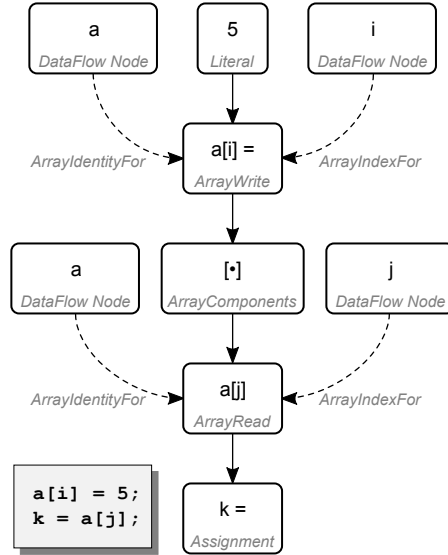 a
DataFlow Node
5
Literal
i
DataFlow Node
ArrayIdentityFor
a[i] =
ArrayWrite
ArrayIndexFor
a
DataFlow Node
[•]
ArrayComponents
j
DataFlow Node
ArrayIdentityFor
a[j]
ArrayRead
ArrayIndexFor
k =
Assignment
a[i] = 5;
k = a[j];